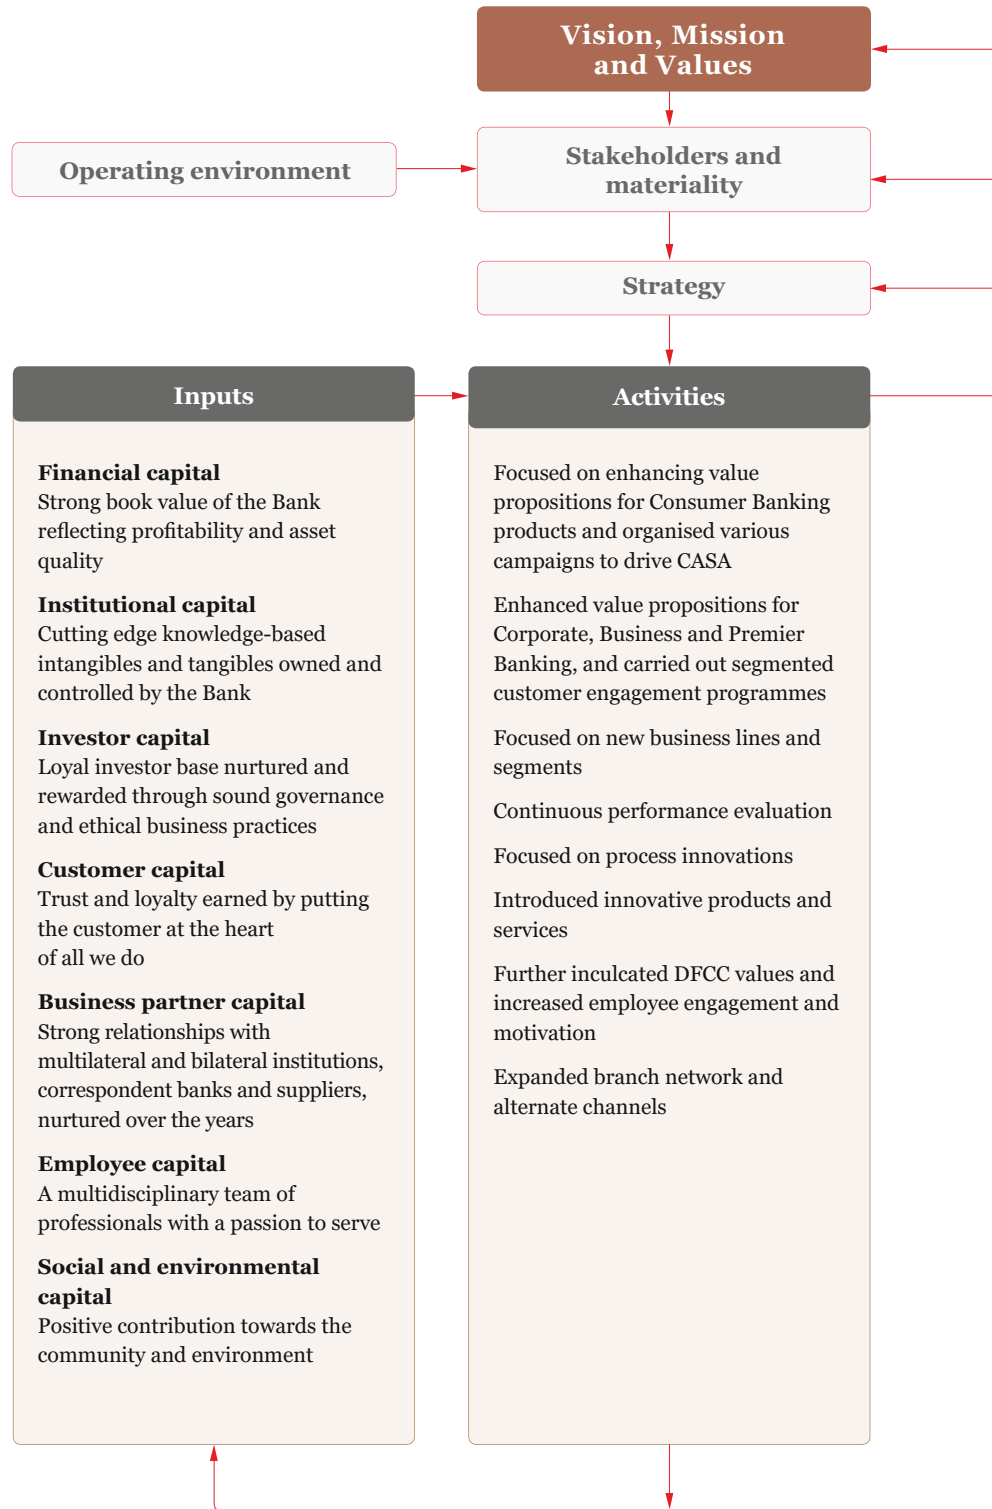 Vision, Mission
and Values
Operating environment
Stakeholders and
materiality
Strategy
Inputs
Financial capital
Strong book value of the Bank
reflecting profitability and asset
quality
Institutional capital
Cutting edge knowledge-based
intangibles and tangibles owned and
controlled by the Bank
Investor capital
Loyal investor base nurtured and
rewarded through sound governance
and ethical business practices
Customer capital
Trust and loyalty earned by putting
the customer at the heart
of all we do
Business partner capital
Strong relationships with
multilateral and bilateral institutions,
correspondent banks and suppliers,
nurtured over the years
Employee capital
A multidisciplinary team of
professionals with a passion to serve
Social and environmental
capital
Positive contribution towards the
community and environment
Activities
Focused on enhancing value
propositions for Consumer Banking
products and organised various
campaigns to drive CASA
Enhanced value propositions for
Corporate, Business and Premier
Banking, and carried out segmented
customer engagement programmes
Focused on new business lines and
segments
Continuous performance evaluation
Focused on process innovations
Introduced innovative products and
services
Further inculcated DFCC values and
increased employee engagement and
motivation
Expanded branch network and
alternate channels